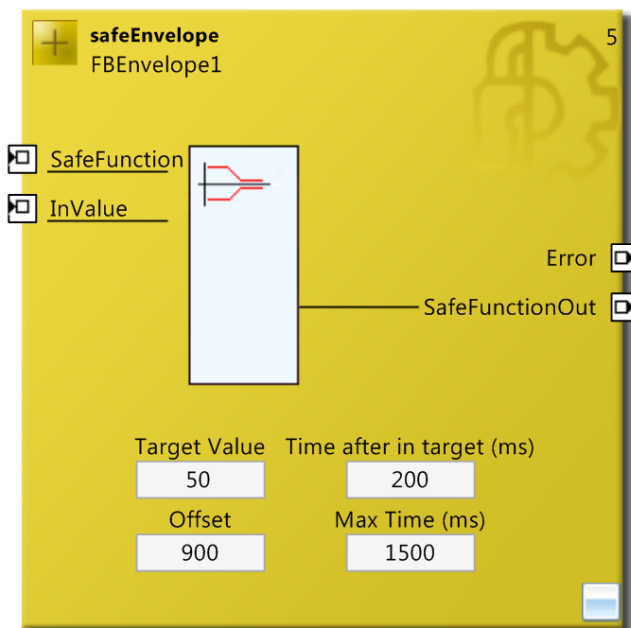 safeEnvelope
5
FBEnvelope1
SafeFunction
InValue
Error
SafeFunctionOut
Target Value
Time after in target (ms)
50
200
Offset
Max Time (ms)
900
1500